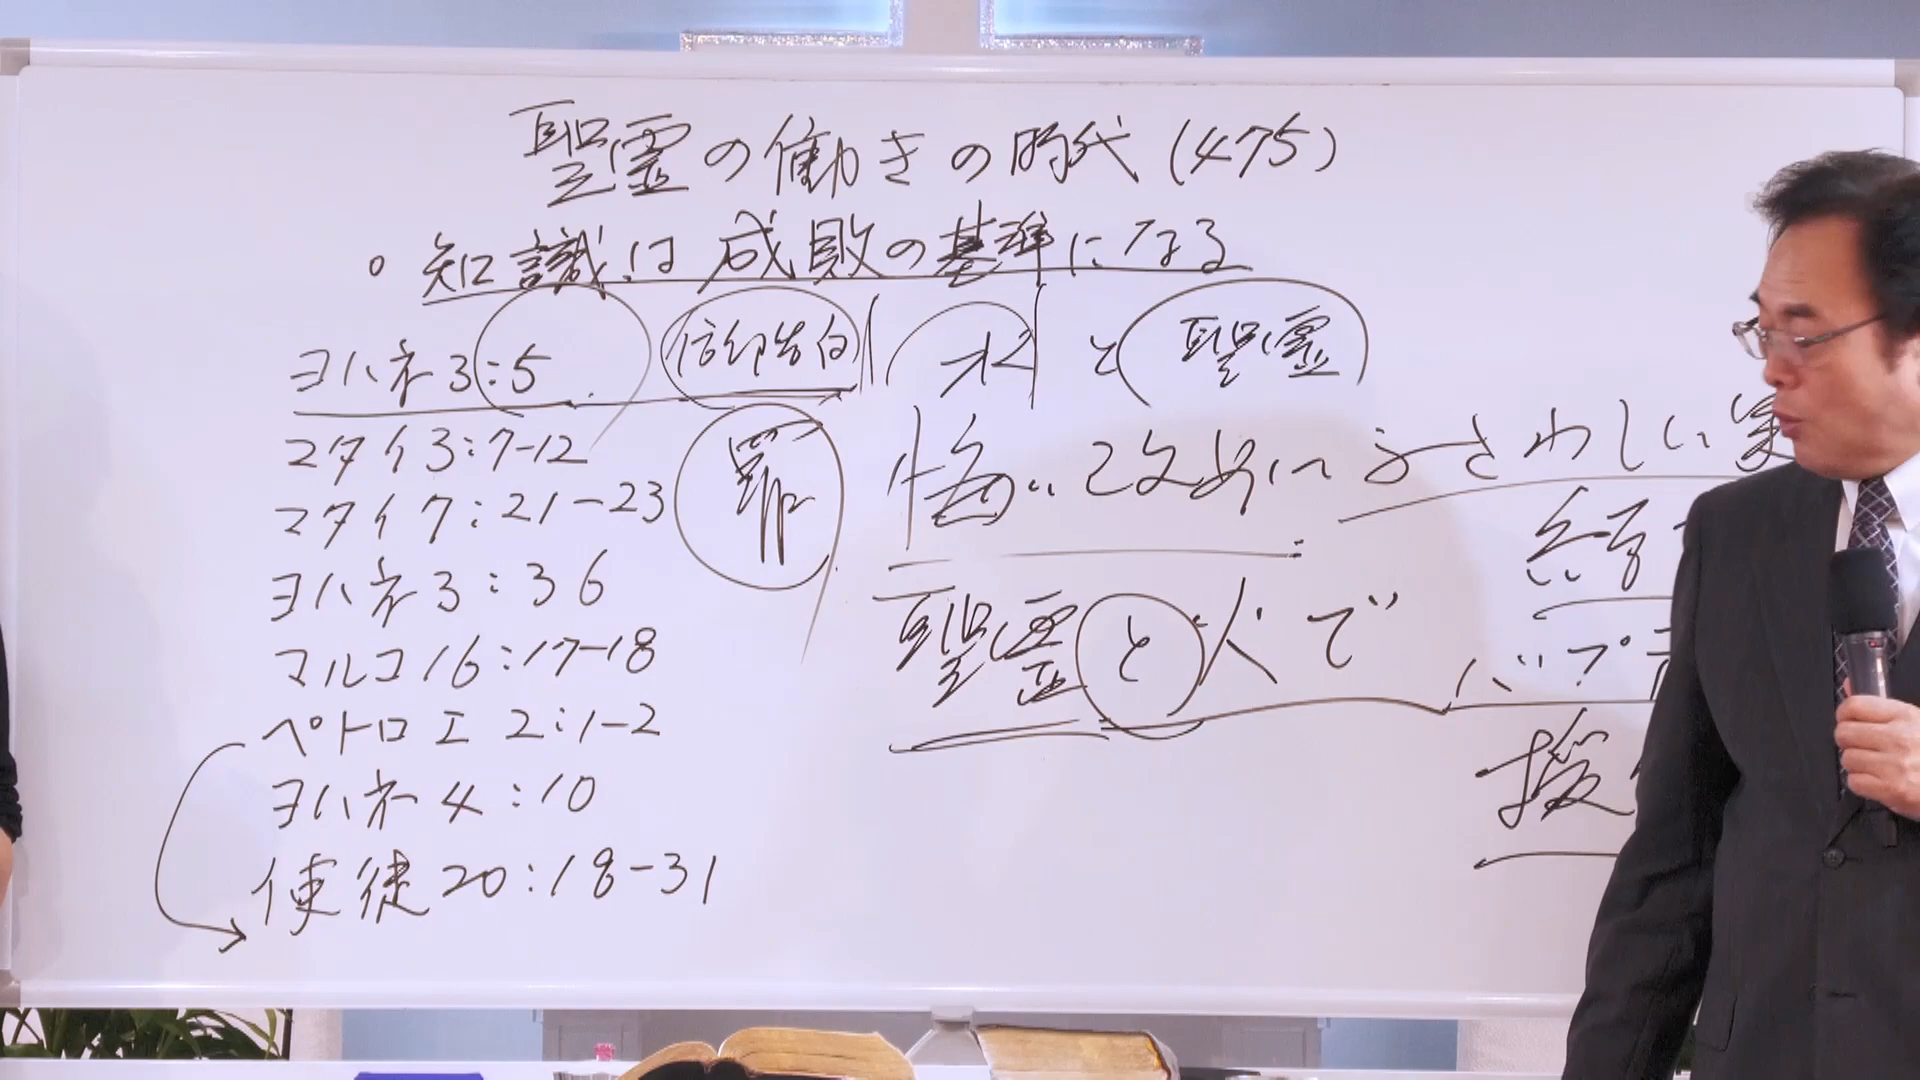 聖霊の働きの時代(475)
○知識は成敗の基準になる
ヨハネ3:5 信仰告白 水と聖霊
マタイ3:7-12 罪 悔い改めにふさわしい実
マタイ7:21-23 結
ヨハネ3:36 聖霊と火で
マルコ16:17-18 バプテ
ペトロI 2:1-2
ヨハネ4:10
使徒20:18-31